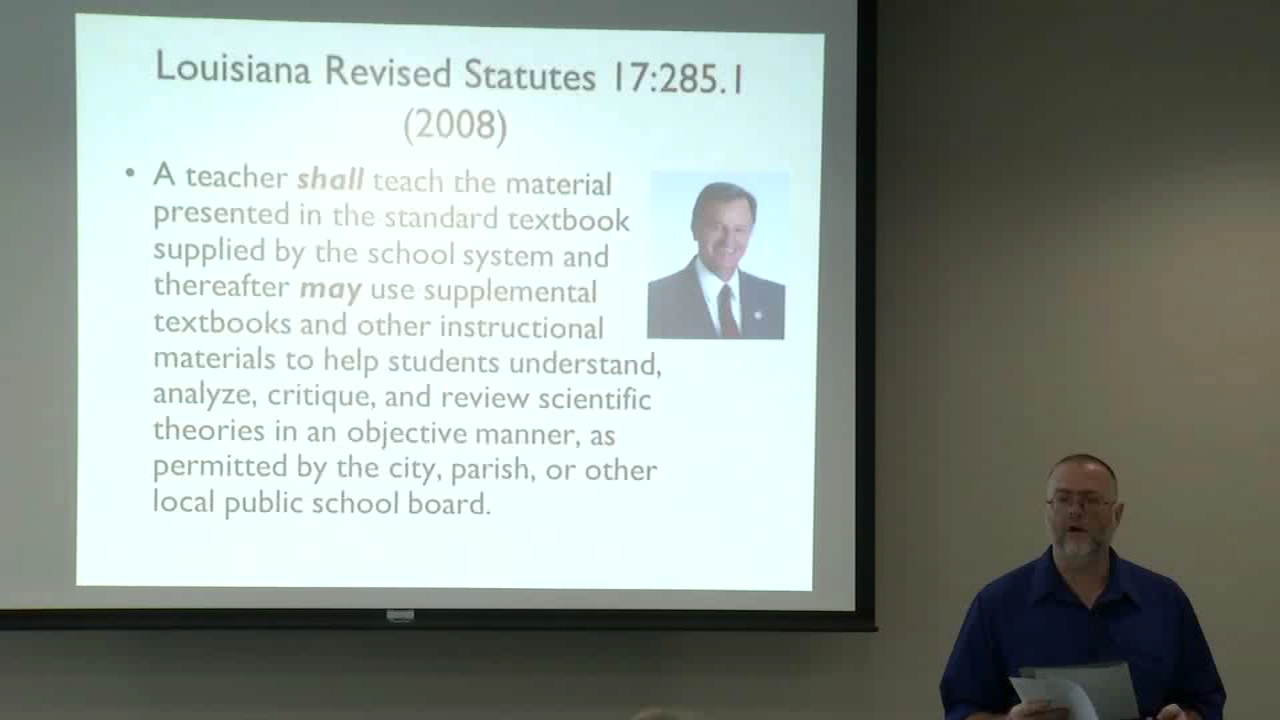 Louisiana Revised Statutes 17:285.1
(2008)
• A teacher shall teach the material
presented in the standard textbook
supplied by the school system and
thereafter may use supplemental
textbooks and other instructional
materials to help students understand,
analyze, critique, and review scientific
theories in an objective manner, as
permitted by the city, parish, or other
local public school board.